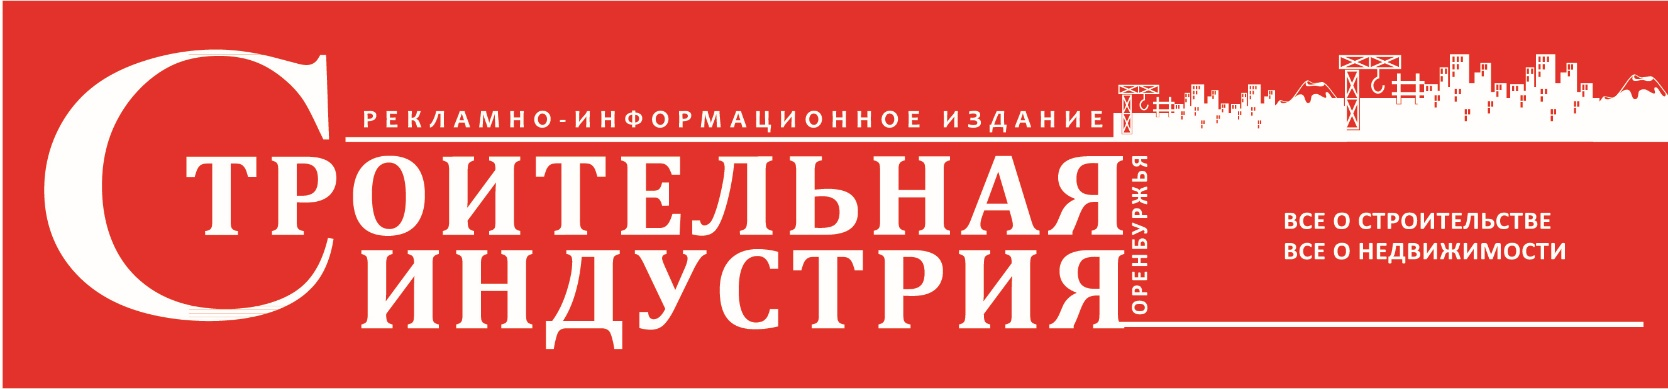 РЕКЛАМНО-ИНФОРМАЦИОННОЕ ИЗДАНИЕ
СТРОИТЕЛЬНАЯ
ИНДУСТРИЯ
ОРЕНБУРЖЬЯ
ВСЕ О СТРОИТЕЛЬСТВЕ
ВСЕ О НЕДВИЖИМОСТИ